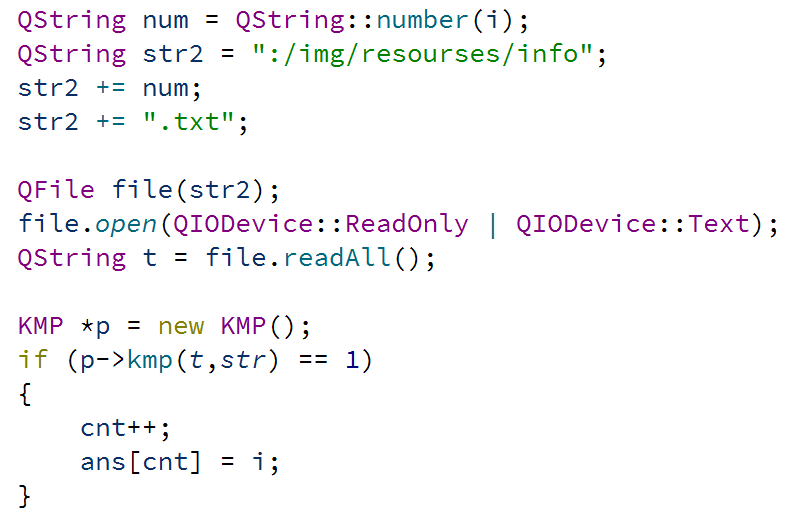 QString num = QString::number(i);
QString str2 = ":/img/resourses/info";
str2 += num;
str2 += ".txt";

QFile file(str2);
file.open(QIODevice::ReadOnly | QIODevice::Text);
QString t = file.readAll();

KMP *p = new KMP();
if (p->kmp(t,str) == 1)
{
    cnt++;
    ans[cnt] = i;
}